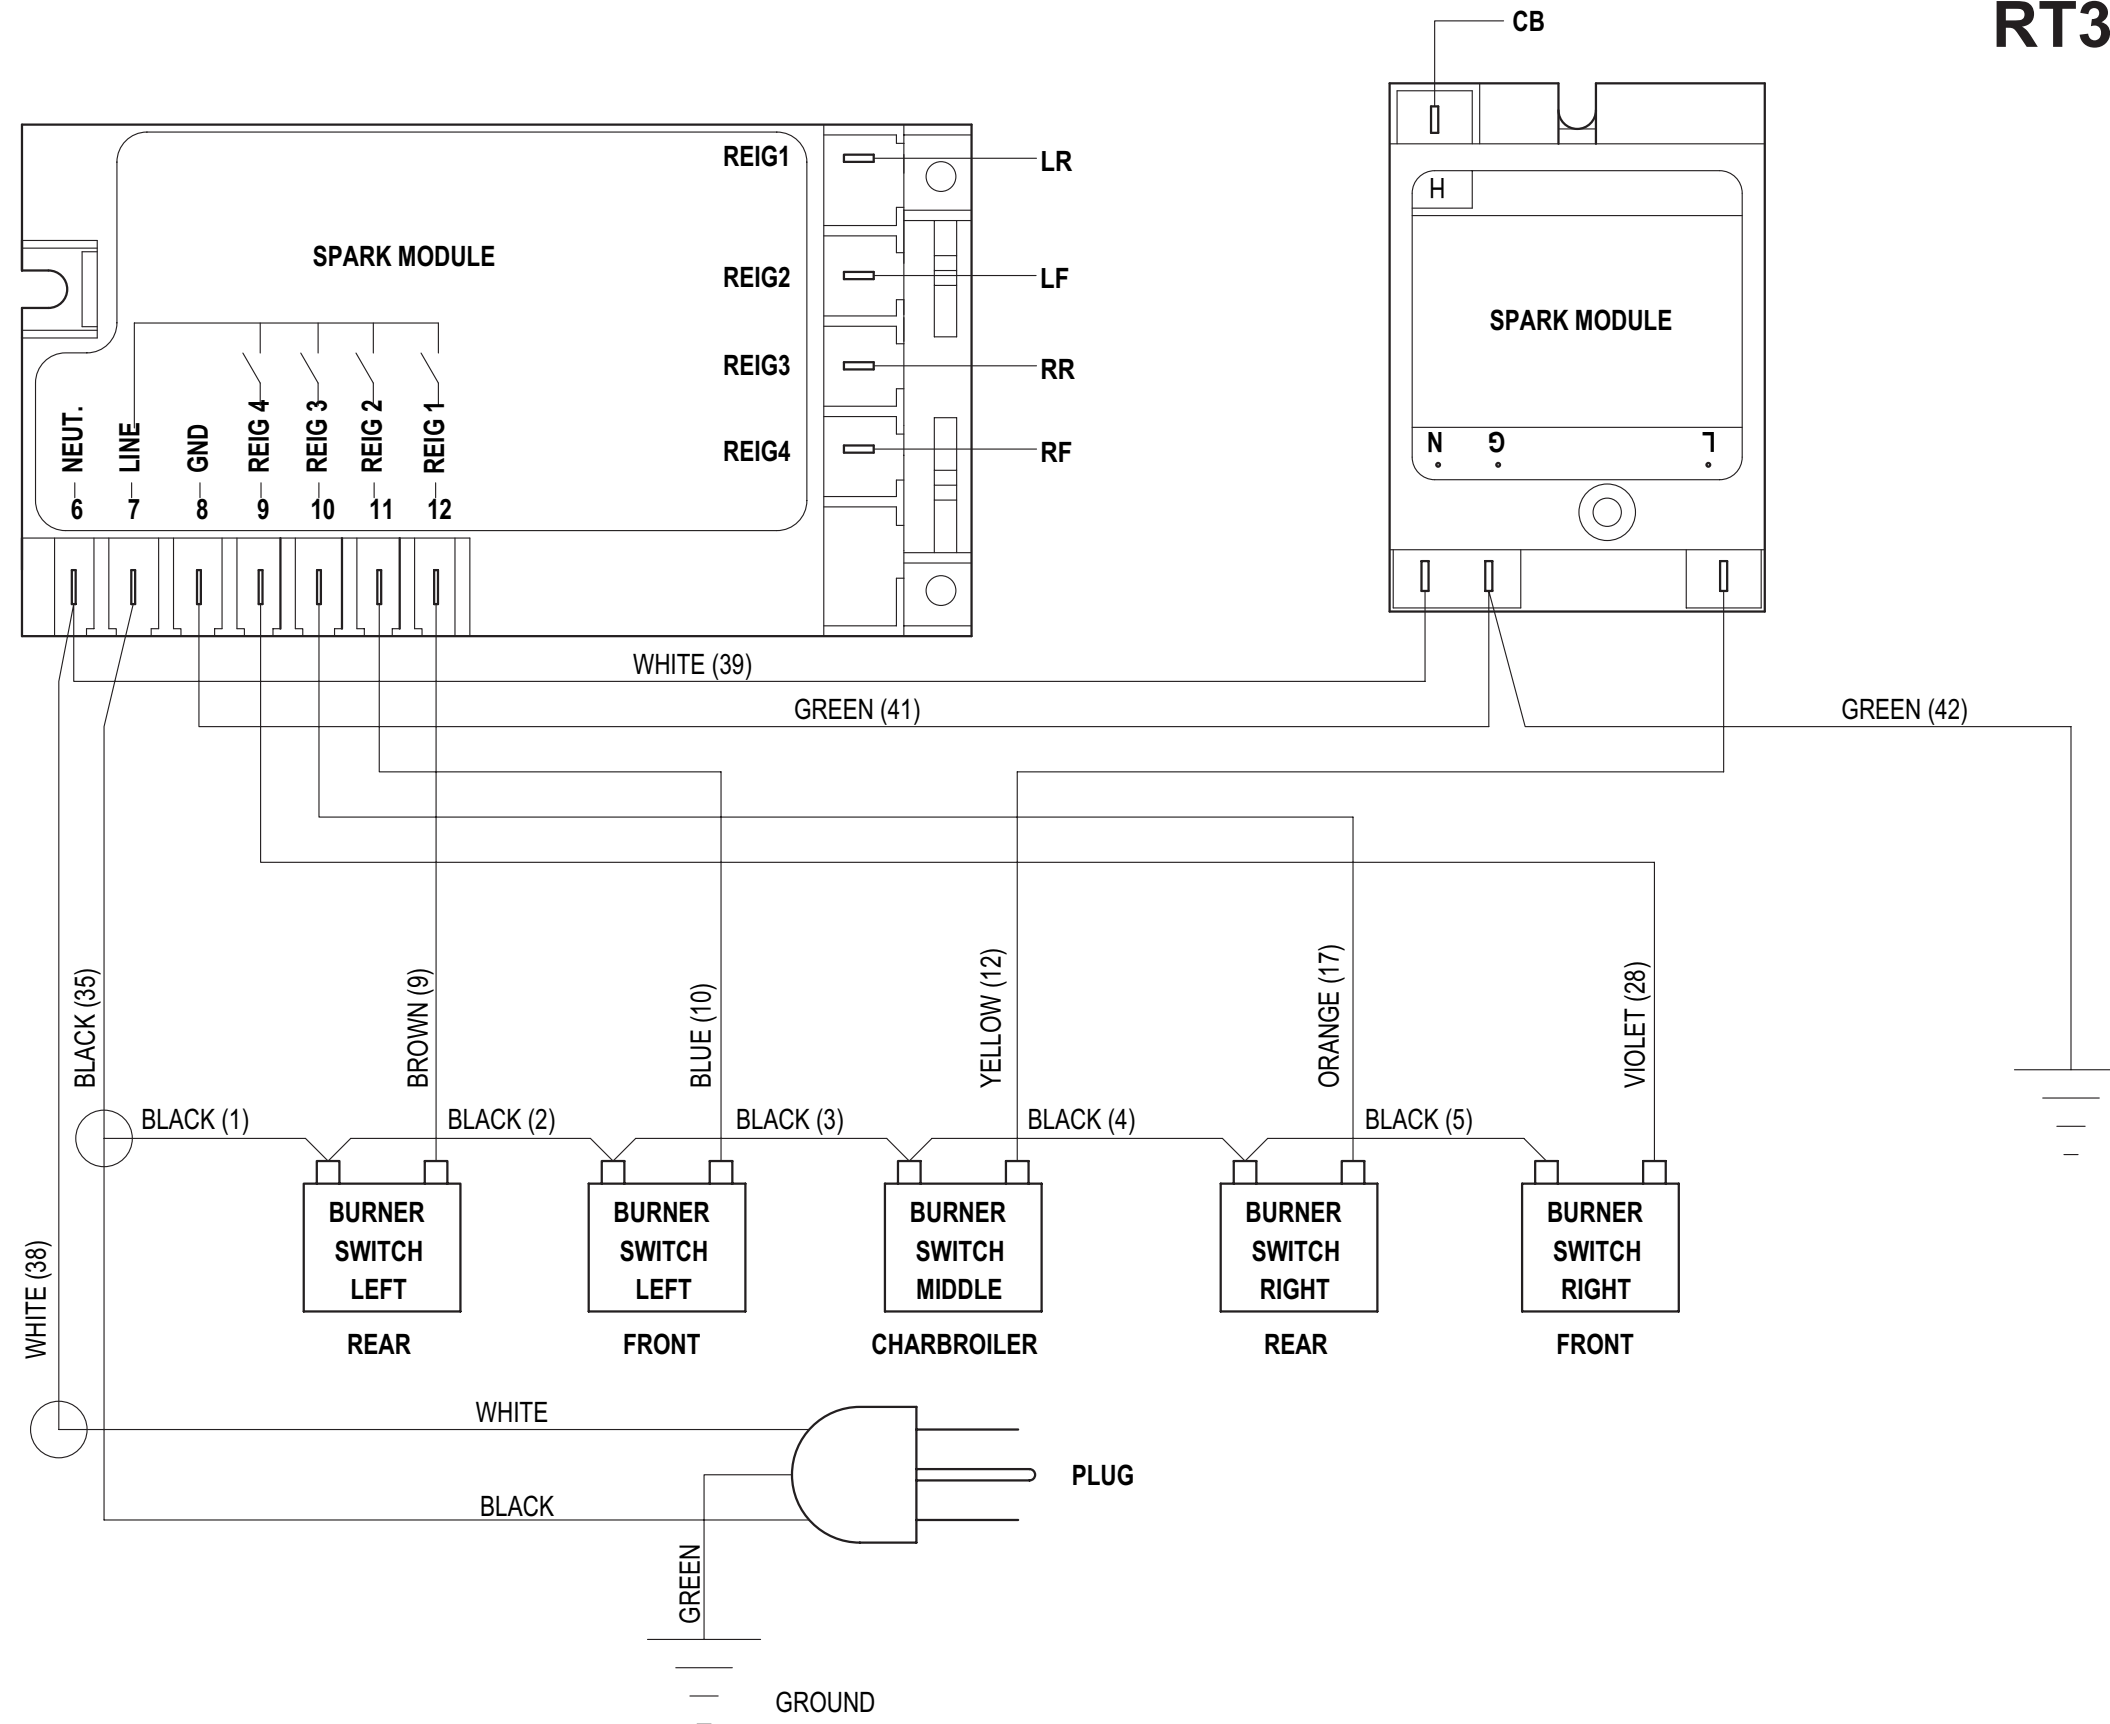 RT3
CB
REIG1
LR
SPARK MODULE
REIG2
LF
REIG3
RR
REIG4
RF
NEUT.
LINE
GND
REIG 4
REIG 3
REIG 2
REIG 1
6
7
8
9
10
11
12
H
SPARK MODULE
N
G
L
WHITE (39)
GREEN (41)
GREEN (42)
BLACK (35)
BROWN (9)
BLUE (10)
YELLOW (12)
ORANGE (17)
VIOLET (28)
BLACK (1)
BLACK (2)
BLACK (3)
BLACK (4)
BLACK (5)
BURNER
SWITCH
LEFT
REAR
BURNER
SWITCH
LEFT
FRONT
BURNER
SWITCH
MIDDLE
CHARBROILER
BURNER
SWITCH
RIGHT
REAR
BURNER
SWITCH
RIGHT
FRONT
WHITE (38)
WHITE
PLUG
BLACK
GREEN
GROUND